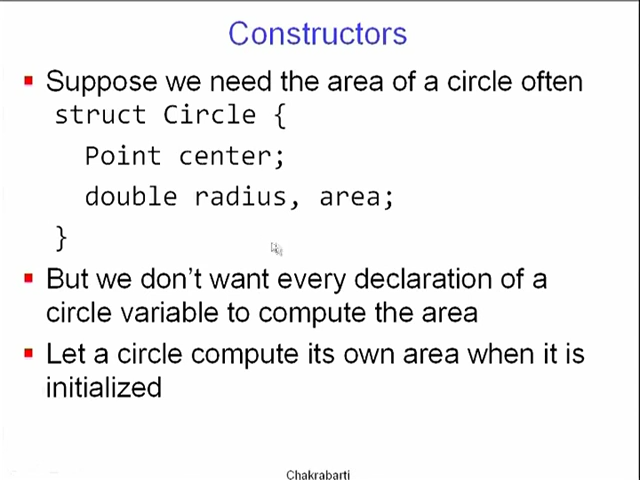 Constructors
Suppose we need the area of a circle often
struct Circle {
Point center;
double radius, area;
}
But we don't want every declaration of a
circle variable to compute the area
Let a circle compute its own area when it is
initialized
Chakrabarti